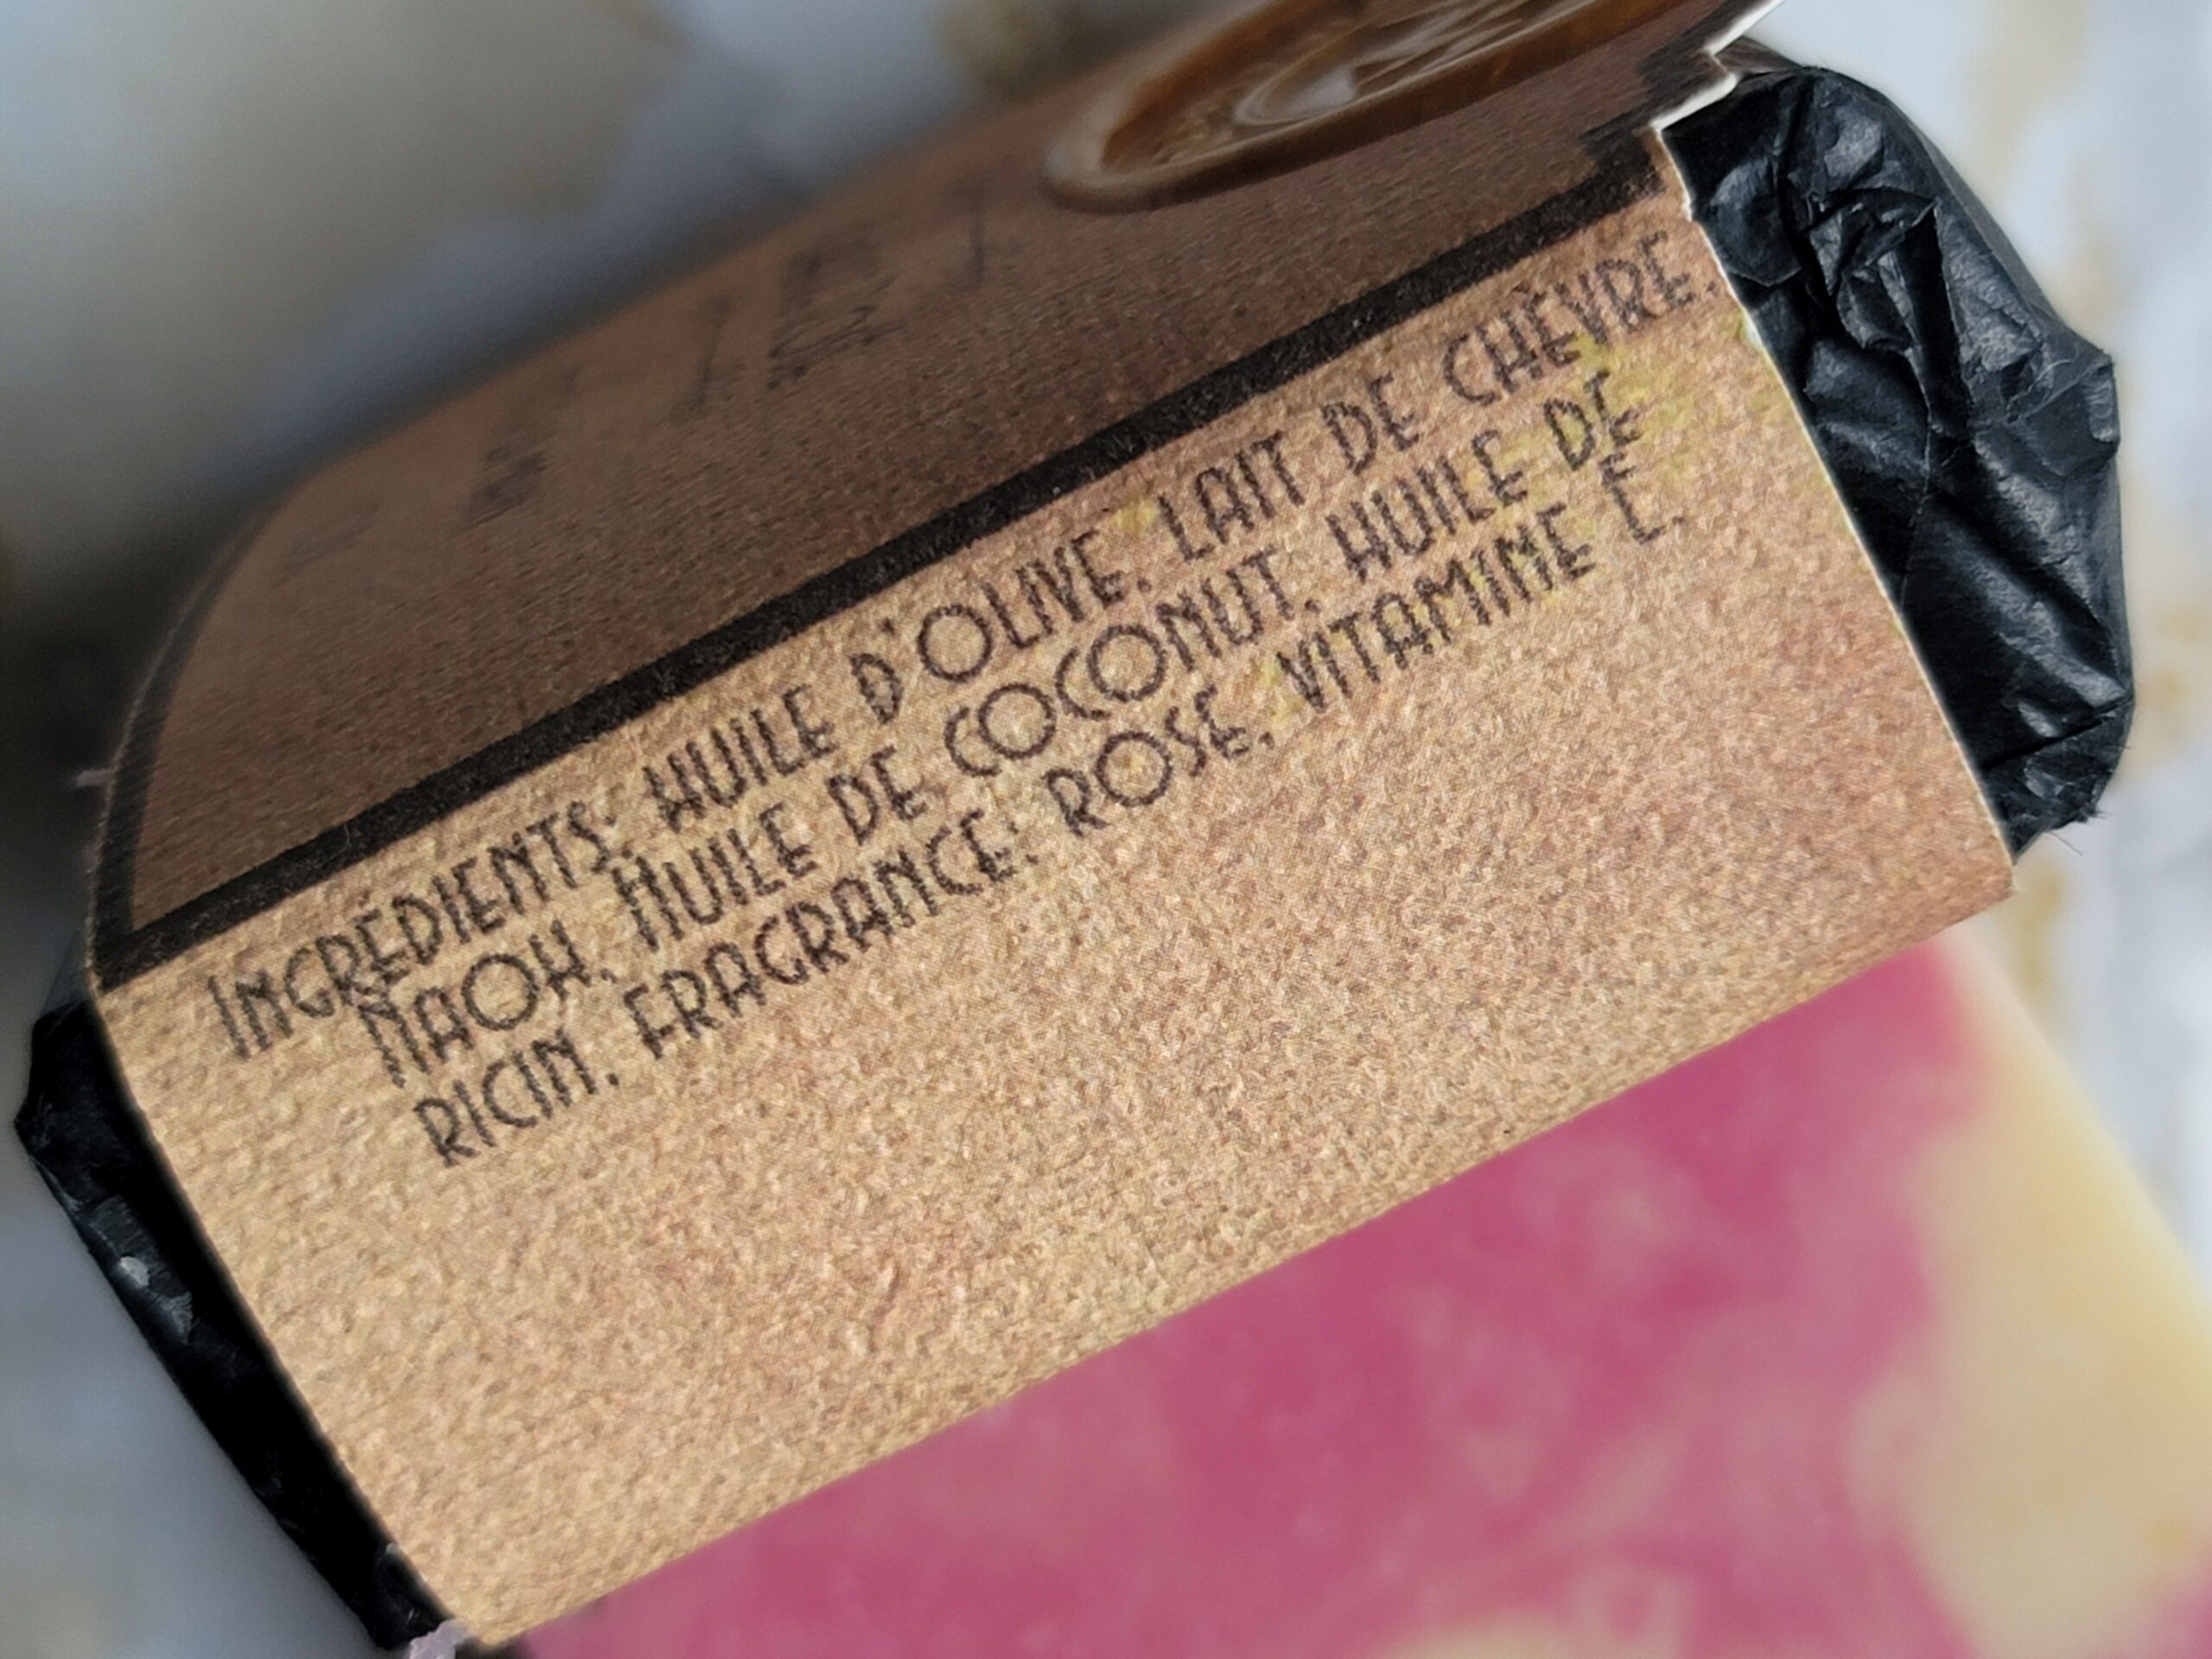 INGRÉDIENTS: HUILE D'OLIVE, LAIT DE CHÈVRE,
NAOH, HUILE DE COCONUT, HUILE DE
RICIN, FRAGRANCE: ROSE, VITAMINE E.